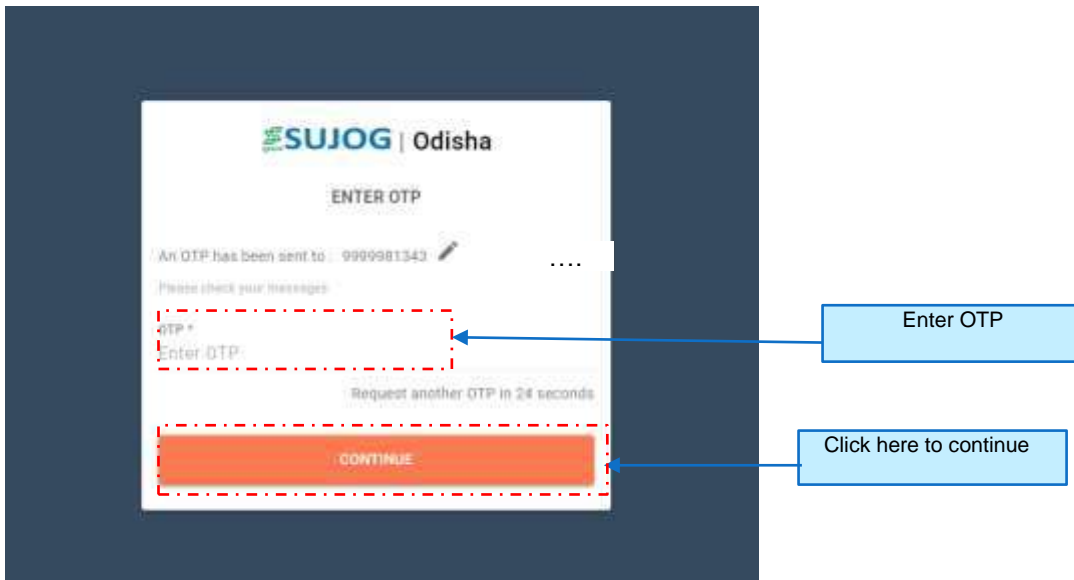 SUJOG | Odisha
ENTER OTP
An OTP has been sent to : 9999981343
....
Please check your messages
OTP *
Enter OTP
Enter OTP
Request another OTP in 24 seconds
CONTINUE
Click here to continue